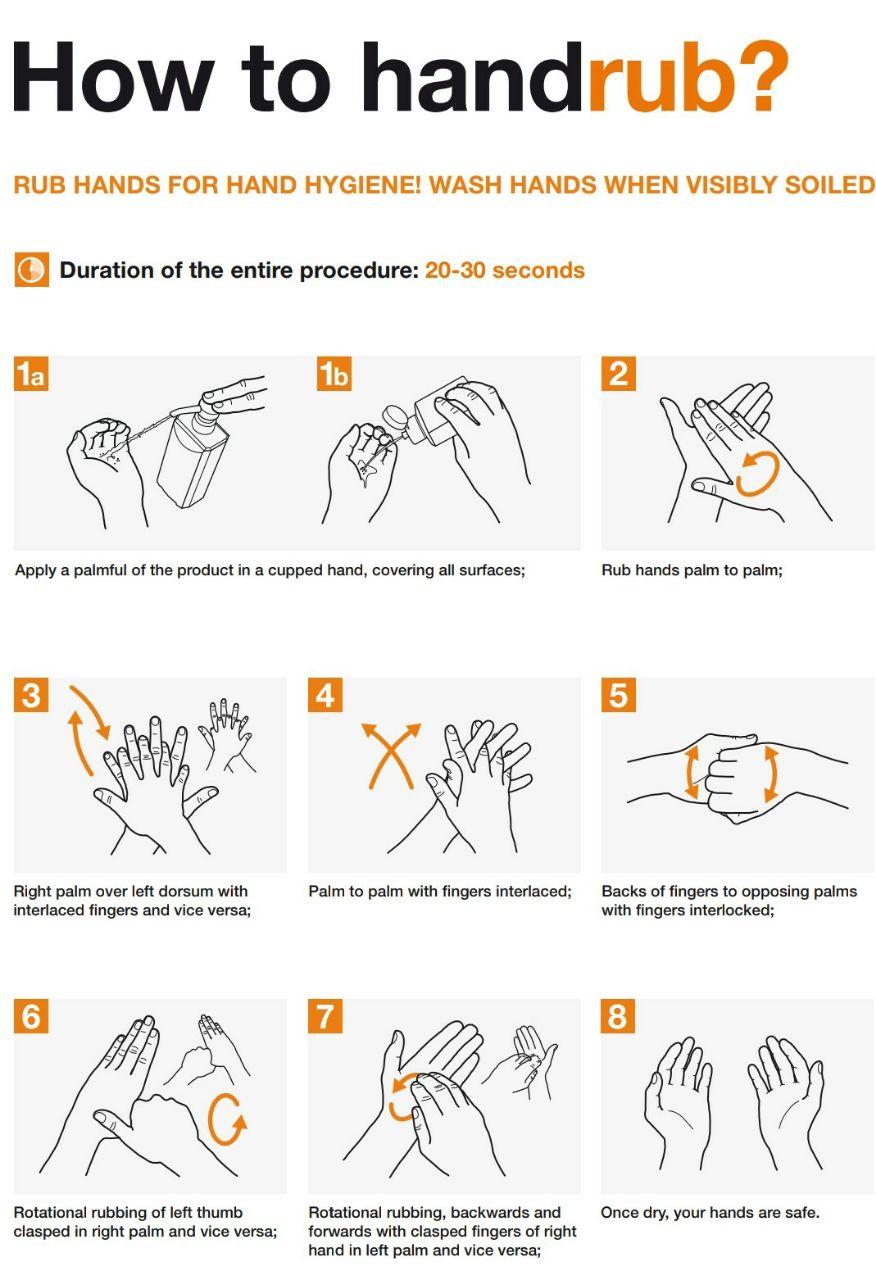 How to handrub?
RUB HANDS FOR HAND HYGIENE! WASH HANDS WHEN VISIBLY SOILED
Duration of the entire procedure: 20-30 seconds
1a
1b
Apply a palmful of the product in a cupped hand, covering all surfaces;
2
Rub hands palm to palm;
3
Right palm over left dorsum with
interlaced fingers and vice versa;
4
Palm to palm with fingers interlaced;
5
Backs of fingers to opposing palms
with fingers interlocked;
6
Rotational rubbing of left thumb
clasped in right palm and vice versa;
7
Rotational rubbing, backwards and
forwards with clasped fingers of right
hand in left palm and vice versa;
8
Once dry, your hands are safe.